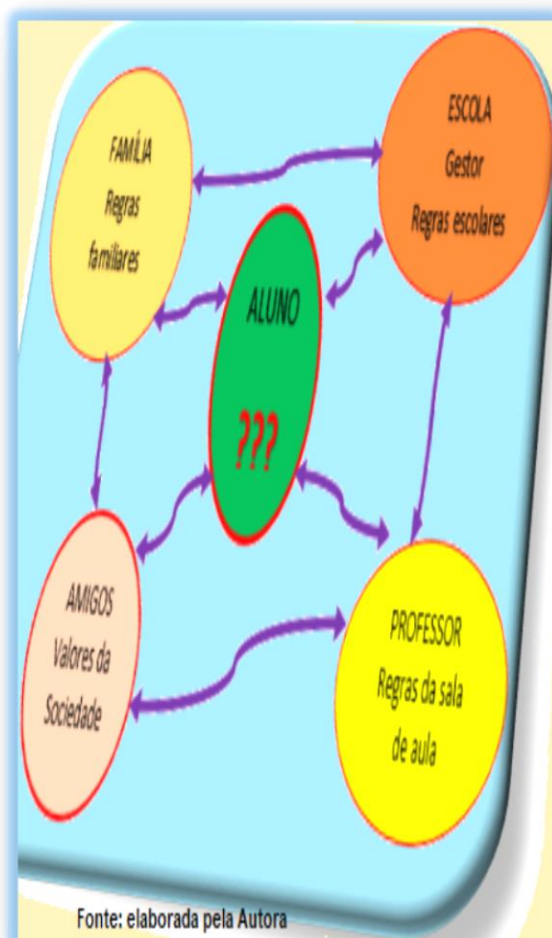 FAMÍLIA
Regras
familiares
ESCOLA
Gestor
Regras escolares
ALUNO
???
AMIGOS
Valores da
Sociedade
PROFESSOR
Regras da sala
de aula
Fonte: elaborada pela Autora